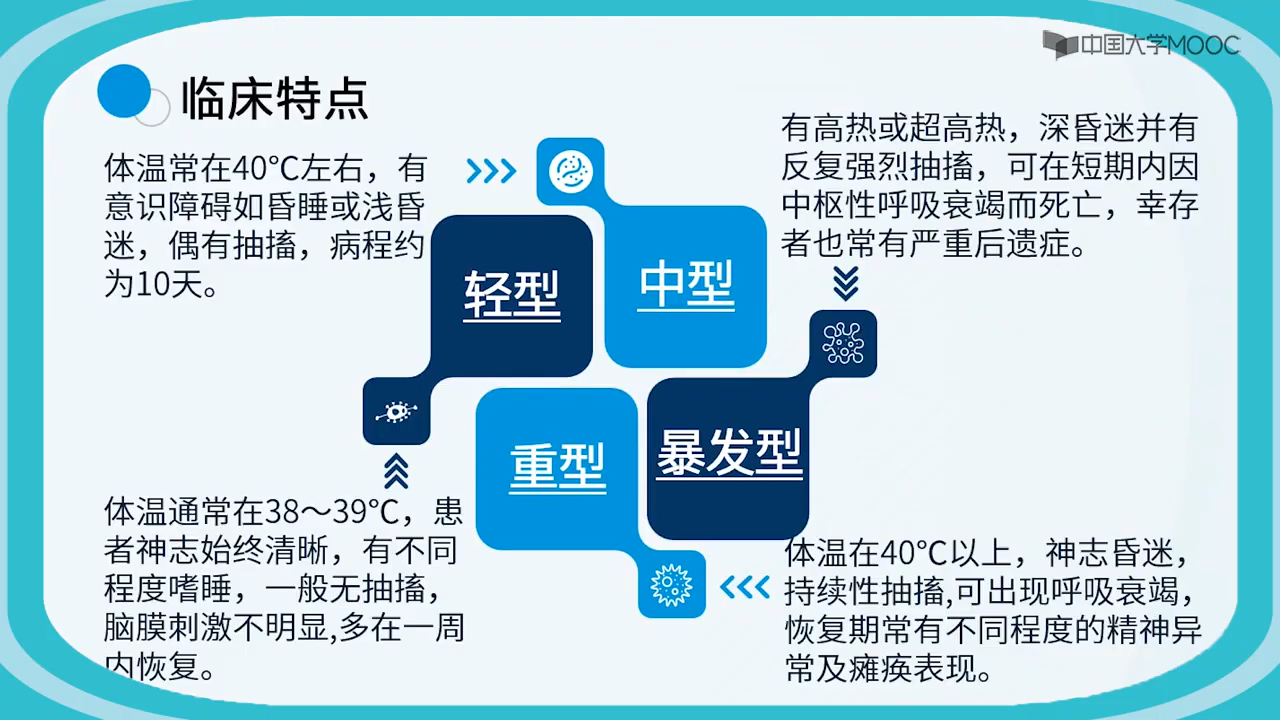 中国大学MOOC
临床特点
体温常在40℃左右，有
意识障碍如昏睡或浅昏
迷，偶有抽搐，病程约
为10天。
有高热或超高热，深昏迷并有
反复强烈抽搐，可在短期内因
中枢性呼吸衰竭而死亡，幸存
者也常有严重后遗症。
轻型
中型
重型
暴发型
体温通常在38～39℃，患
者神志始终清晰，有不同
程度嗜睡，一般无抽搐，
脑膜刺激不明显,多在一周
内恢复。
体温在40℃以上，神志昏迷，
持续性抽搐,可出现呼吸衰竭，
恢复期常有不同程度的精神异
常及瘫痪表现。